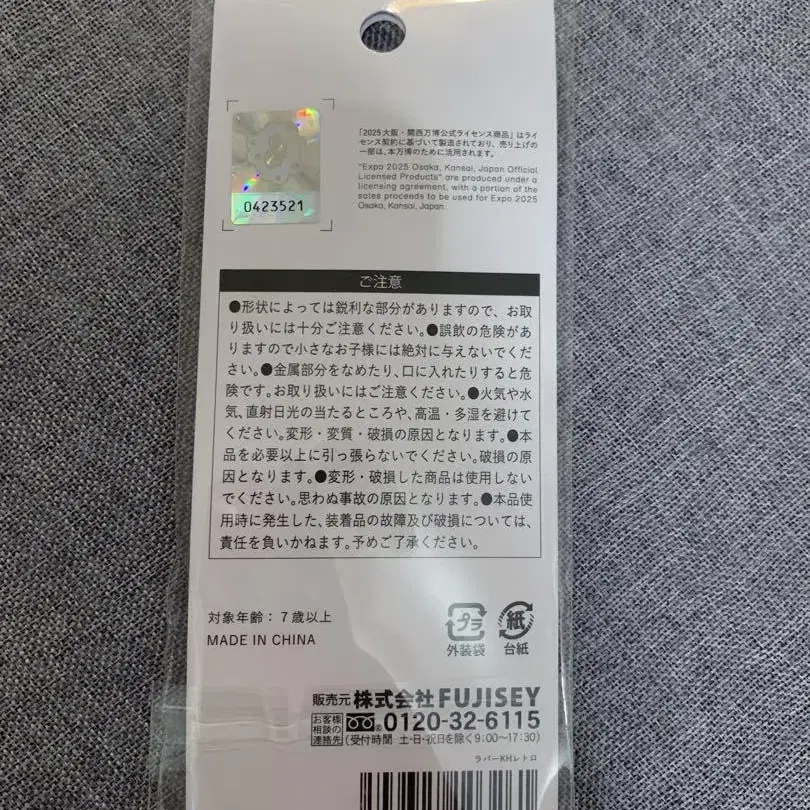 「2025大阪・関西万博公式ライセンス商品」はライ
センス契約に基づいて製造されており、売り上げの
一部は、本万博のために活用されます。
"Expo 2025 Osaka, Kansai, Japan Official
Licensed Products" are produced under a
licensing agreement, with a portion of the
sales proceeds to be used for Expo 2025
Osaka, Kansai, Japan.
0423521
ご注意
●形状によっては鋭利な部分がありますので、お取
り扱いには十分ご注意ください。●誤飲の危険があ
りますので小さなお子様には絶対に与えないでくだ
さい。●金属部分をなめたり、口に入れたりすると危
険です。お取り扱いにはご注意ください。●火気や水
気、直射日光の当たるところや、高温・多湿を避けて
ください。変形・変質・破損の原因となります。●本
品を必要以上に引っ張らないでください。破損の原
因となります。●変形・破損した商品は使用しない
でください。思わぬ事故の原因となります。●本品使
用時に発生した、装着品の故障及び破損については、
責任を負いかねます。予めご了承ください。
対象年齢：7歳以上
MADE IN CHINA
プラ
外装袋
紙
台紙
販売元 株式会社FUJISEY
お客様
相談の
連絡先
0120-32-6115
(受付時間 土・日・祝日を除く9:00〜17:30)
ラバーKHレトロ